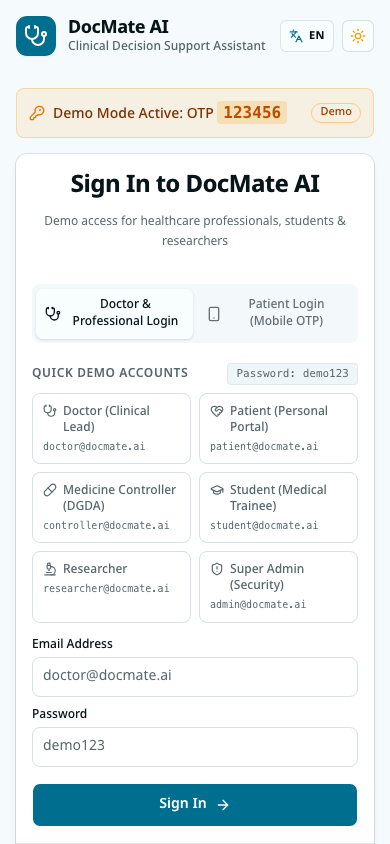 DocMate AI
Clinical Decision Support Assistant
EN
Demo Mode Active: OTP 123456
Demo
Sign In to DocMate AI
Demo access for healthcare professionals, students &
researchers
Doctor &
Professional Login
Patient Login
(Mobile OTP)
QUICK DEMO ACCOUNTS
Password: demo123
Doctor (Clinical
Lead)
doctor@docmate.ai
Patient (Personal
Portal)
patient@docmate.ai
Medicine Controller
(DGDA)
controller@docmate.ai
Student (Medical
Trainee)
student@docmate.ai
Researcher
researcher@docmate.ai
Super Admin
(Security)
admin@docmate.ai
Email Address
doctor@docmate.ai
Password
demo123
Sign In